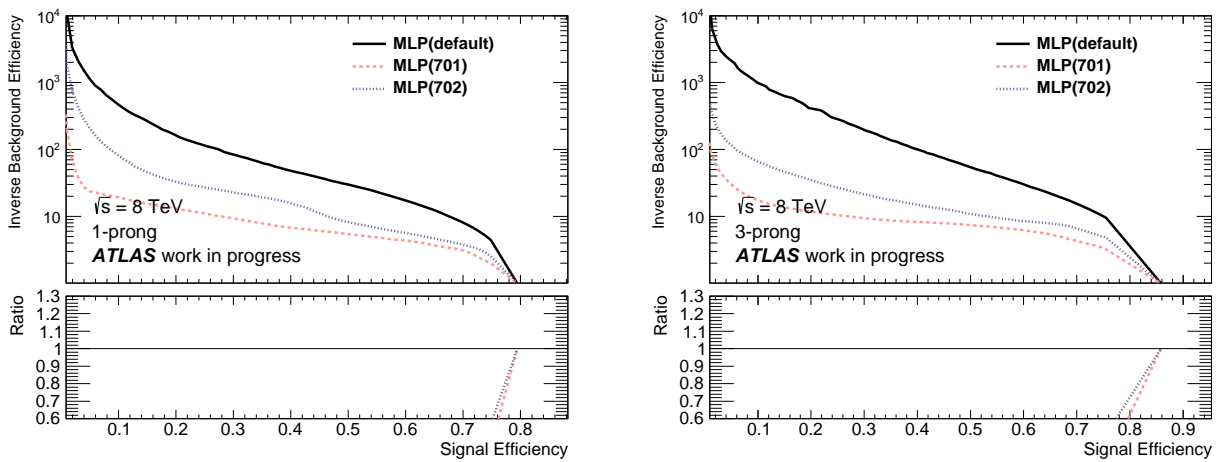 Inverse Background Efficiency
10⁴
10³
10²
10
MLP(default)
MLP(701)
MLP(702)
√s = 8 TeV
1-prong
ATLAS work in progress
Ratio
1.3
1.2
1.1
1
0.9
0.8
0.7
0.6
0.1 0.2 0.3 0.4 0.5 0.6 0.7 0.8
Signal Efficiency
Inverse Background Efficiency
10⁴
10³
10²
10
MLP(default)
MLP(701)
MLP(702)
√s = 8 TeV
3-prong
ATLAS work in progress
Ratio
1.3
1.2
1.1
1
0.9
0.8
0.7
0.6
0.1 0.2 0.3 0.4 0.5 0.6 0.7 0.8 0.9
Signal Efficiency